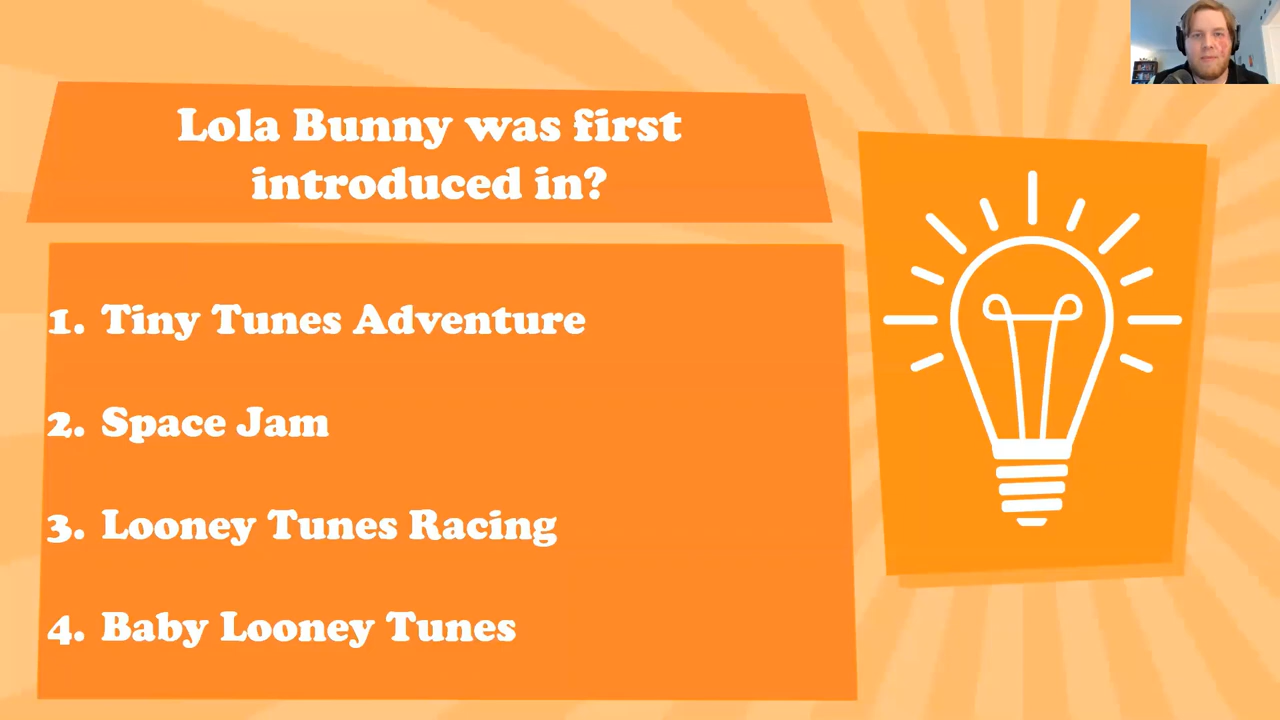 Lola Bunny was first
introduced in?
1. Tiny Tunes Adventure
2. Space Jam
3. Looney Tunes Racing
4. Baby Looney Tunes